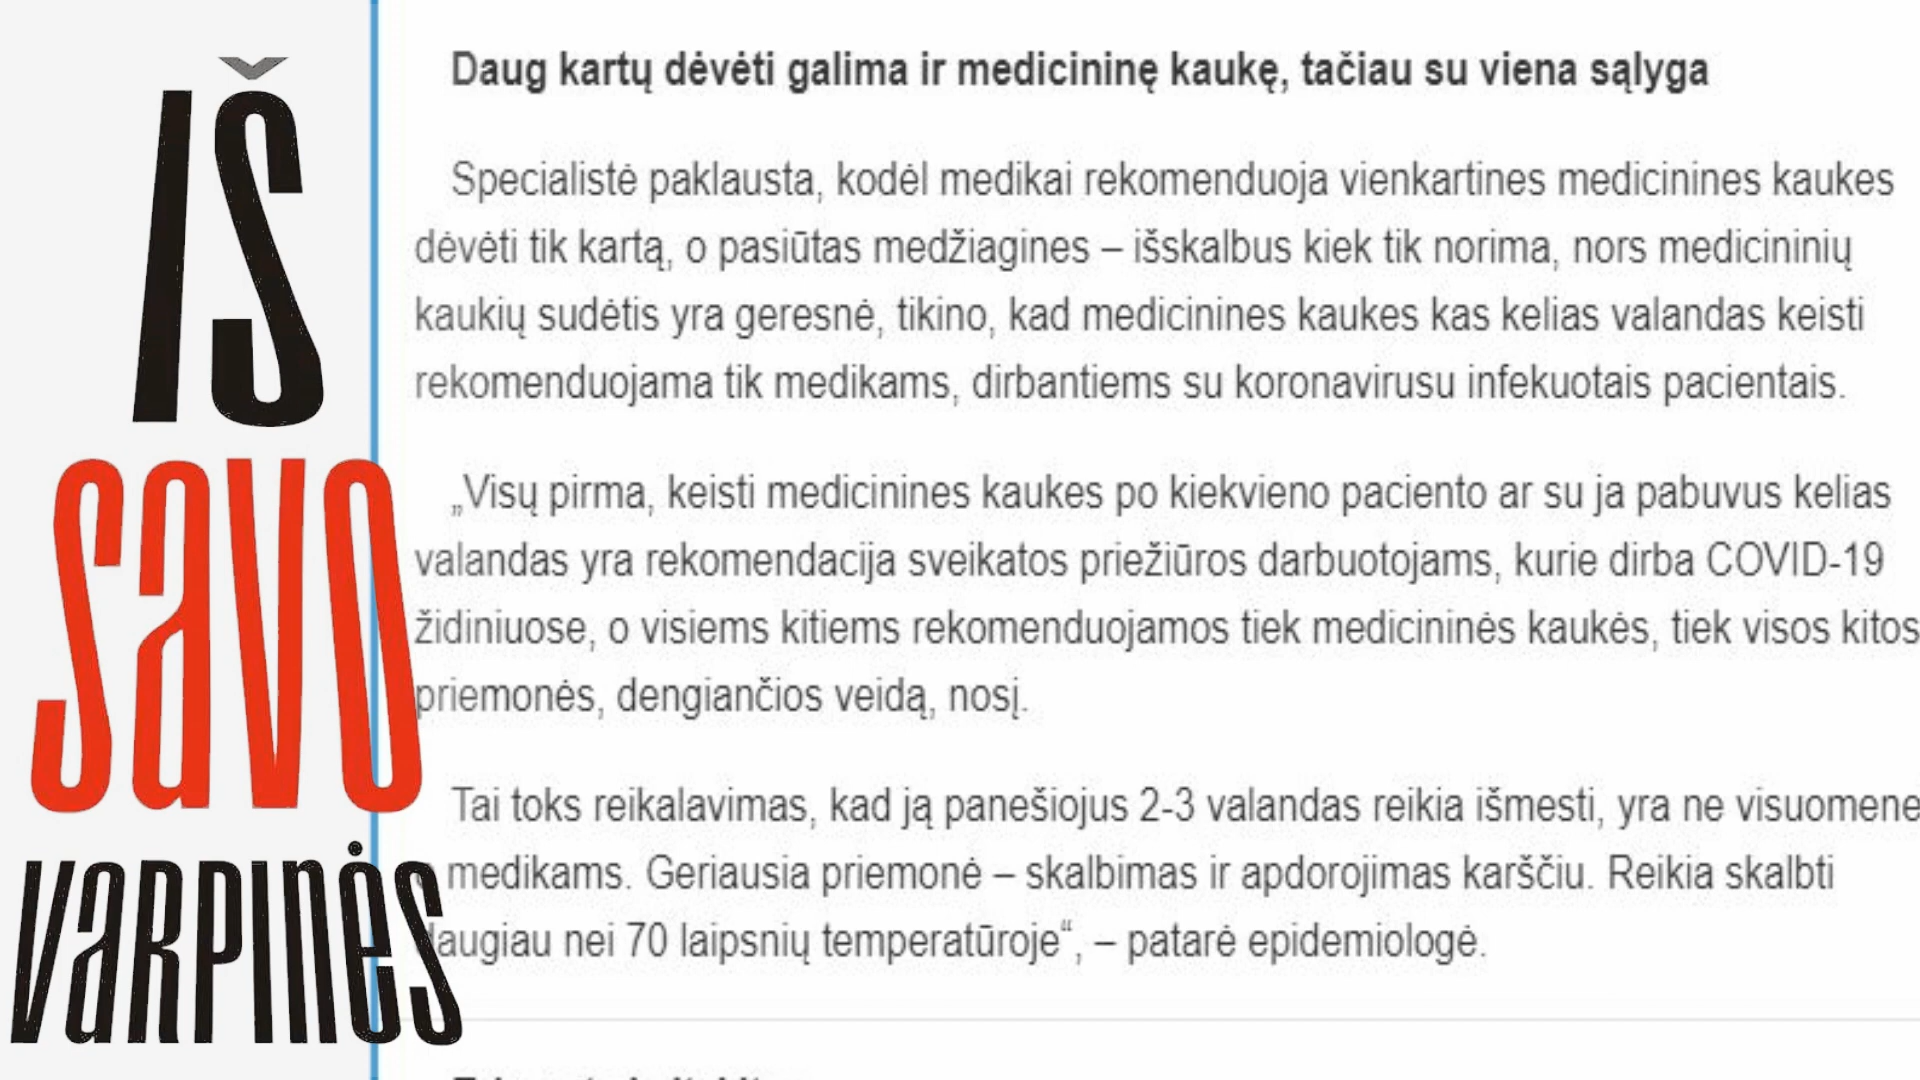 IŠ
savo
varpinės
Daug kartų dėvėti galima ir medicininę kaukę, tačiau su viena sąlyga
Specialistė paklausta, kodėl medikai rekomenduoja vienkartines medicinines kaukes
dėvėti tik kartą, o pasiūtas medžiagines – išskalbus kiek tik norima, nors medicininių
kaukių sudėtis yra geresnė, tikino, kad medicinines kaukes kas kelias valandas keisti
rekomenduojama tik medikams, dirbantiems su koronavirusu infekuotais pacientais.
„Visų pirma, keisti medicinines kaukes po kiekvieno paciento ar su ja pabuvus kelias
valandas yra rekomendacija sveikatos priežiūros darbuotojams, kurie dirba COVID-19
židiniuose, o visiems kitiems rekomenduojamos tiek medicininės kaukės, tiek visos kitos
priemonės, dengiančios veidą, nosį.
Tai toks reikalavimas, kad ją panešiojus 2-3 valandas reikia išmesti, yra ne visuomene
medikams. Geriausia priemonė – skalbimas ir apdorojimas karščiu. Reikia skalbti
daugiau nei 70 laipsnių temperatūroje“, – patarė epidemiologė.